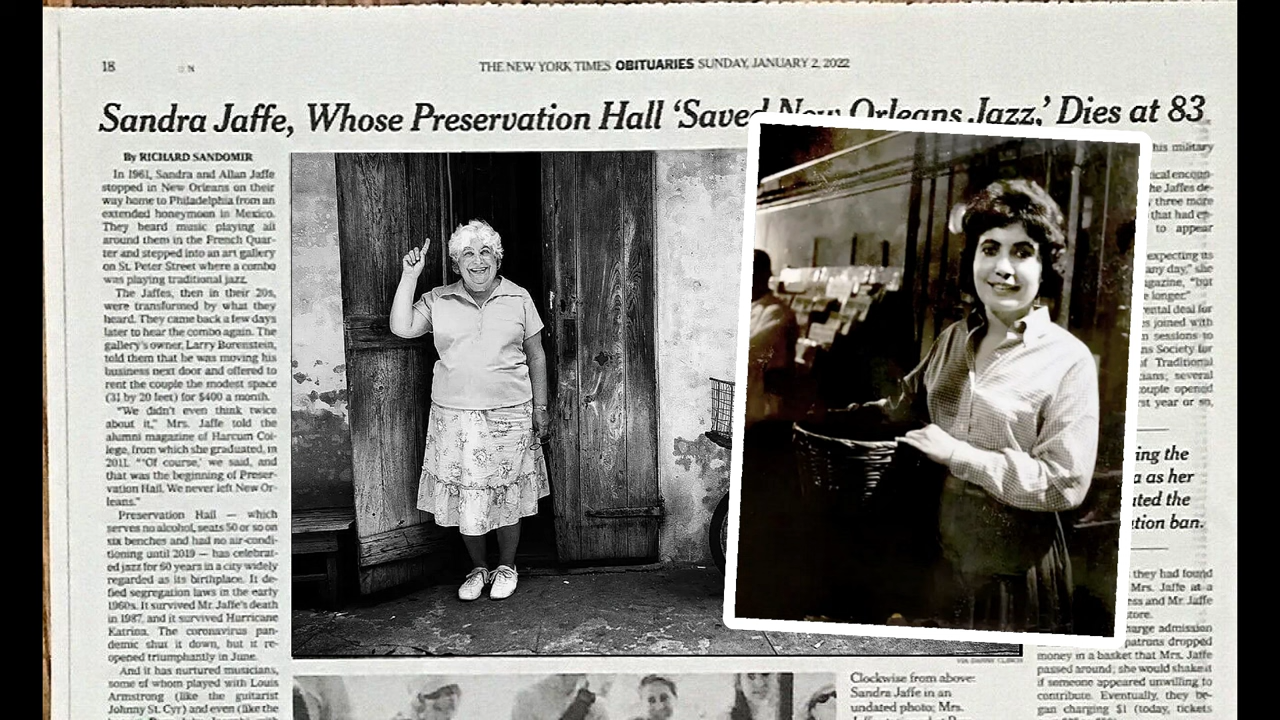 18
THE NEW YORK TIMES OBITUARIES SUNDAY, JANUARY 2, 2022
Sandra Jaffe, Whose Preservation Hall ‘Saved New Orleans Jazz,’ Dies at 83
By RICHARD SANDOMIR
In 1961, Sandra and Allan Jaffe
stopped in New Orleans on their
way home to Philadelphia from an
extended honeymoon in Mexico.
They heard music playing all
around them in the French Quar-
ter and stepped into an art gallery
on St. Peter Street where a combo
was playing traditional jazz.
The Jaffes, then in their 20s,
were transformed by what they
heard. They came back a few days
later to hear the combo again. The
gallery's owner, Larry Borenstein,
told them that he was moving his
business next door and offered to
rent the couple the modest space
(31 by 20 feet) for $400 a month.
“We didn't even think twice
about it,” Mrs. Jaffe told the
alumni magazine of Harcum Col-
lege, from which she graduated, in
2011. “‘Of course,’ we said, and
that was the beginning of Preser-
vation Hall. We never left New Or-
leans.”
Preservation Hall — which
serves no alcohol, seats 50 or so on
six benches and had no air-condi-
tioning until 2019 — has celebrat-
ed jazz for 60 years in a city widely
regarded as its birthplace. It de-
fied segregation laws in the early
1960s. It survived Mr. Jaffe's death
in 1987, and it survived Hurricane
Katrina. The coronavirus pan-
demic shut it down, but it re-
opened triumphantly in June.
And it has nurtured musicians,
some of whom played with Louis
Armstrong (like the guitarist
Johnny St. Cyr) and even (like the
Clockwise from above:
Sandra Jaffe in an
undated photo; Mrs.
his military
he Jaffes de-
three more
to appear
expecting its
any day,” she
longer.”
ental deal for
s joined with
sessions to
ns Society for
of Traditional
several
ouple opened
st year or so,
ing the
a as her
ated the
tion ban.
they had found
Mrs. Jaffe at a
ess and Mr. Jaffe
tore.
arge admission
patrons dropped
money in a basket that Mrs. Jaffe
passed around; she would shake it
if someone appeared unwilling to
contribute. Eventually, they be-
gan charging $1 (today, tickets